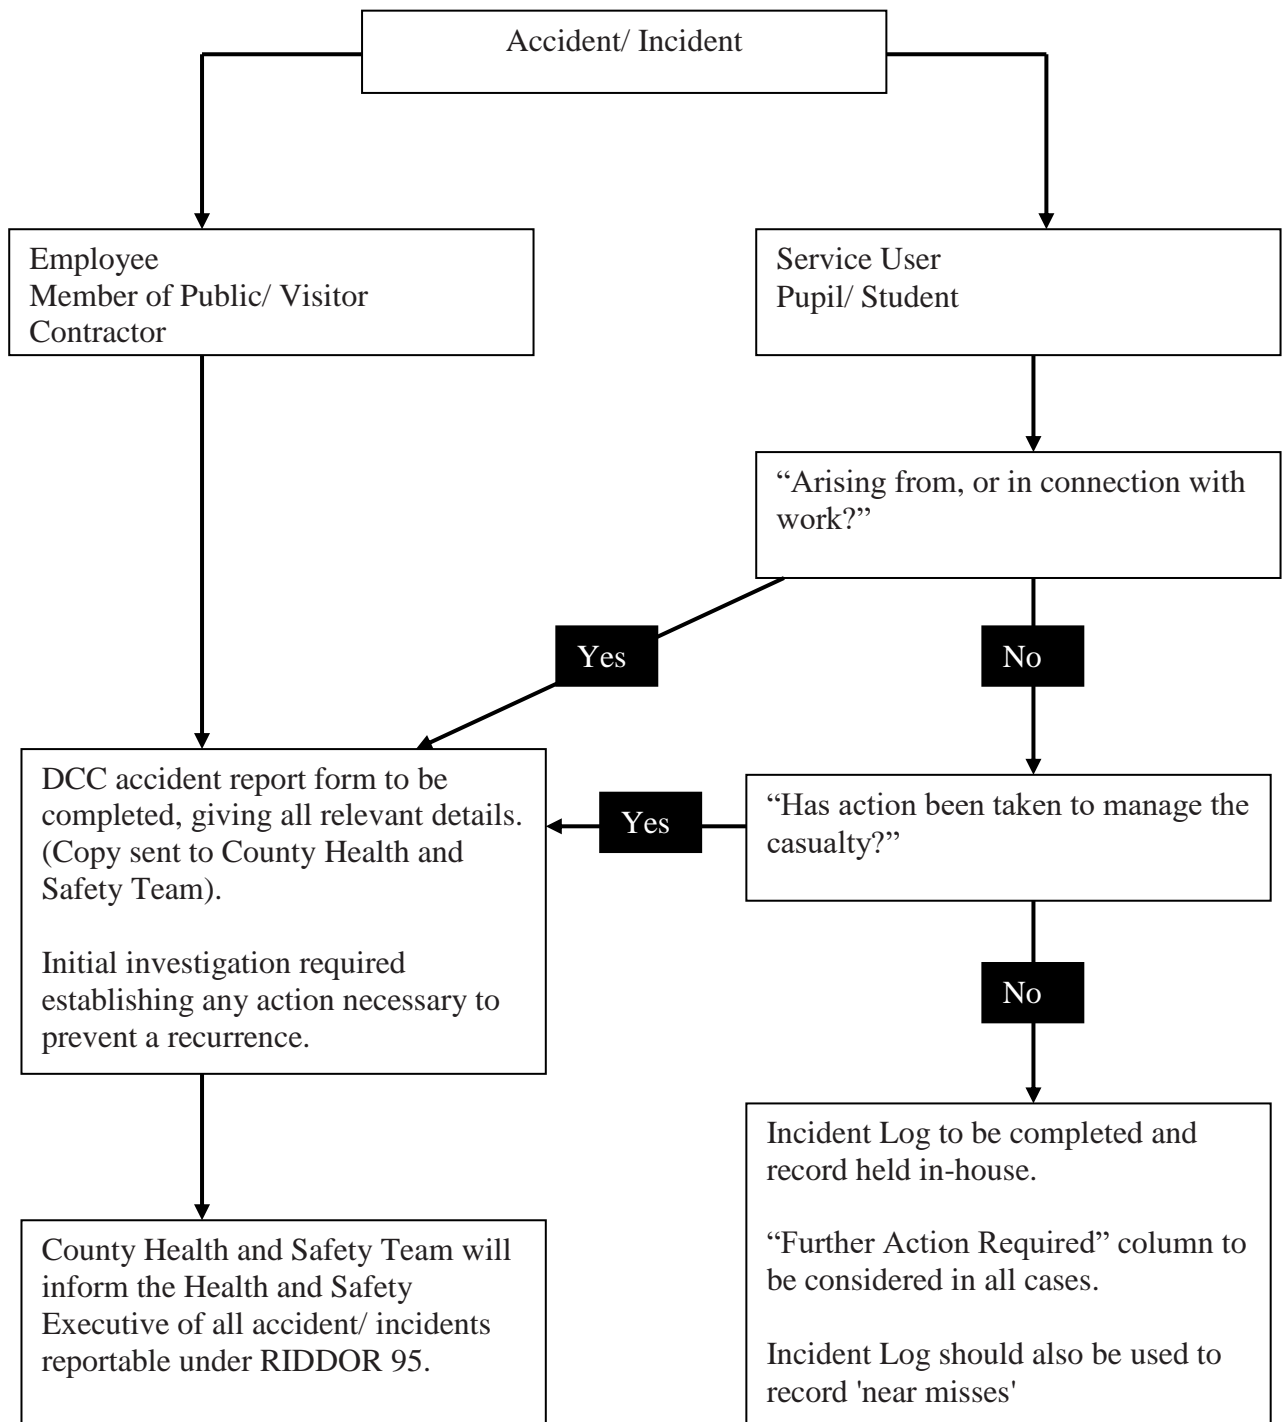 Accident/ Incident
Employee
Member of Public/ Visitor
Contractor
Service User
Pupil/ Student
“Arising from, or in connection with
work?”
Yes
No
DCC accident report form to be
completed, giving all relevant details.
(Copy sent to County Health and
Safety Team).
Initial investigation required
establishing any action necessary to
prevent a recurrence.
Yes
“Has action been taken to manage the
casualty?”
No
County Health and Safety Team will
inform the Health and Safety
Executive of all accident/ incidents
reportable under RIDDOR 95.
Incident Log to be completed and
record held in-house.
“Further Action Required” column to
be considered in all cases.
Incident Log should also be used to
record 'near misses'